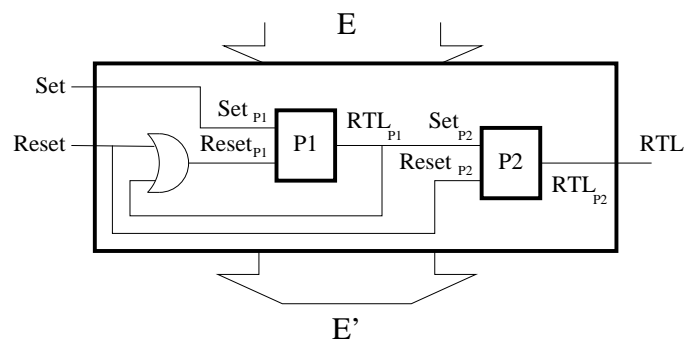 E
Set
Set P1
RTL P1
Set P2
RTL
Reset
Reset P1
P1
Reset P2
P2
RTL P2
E’